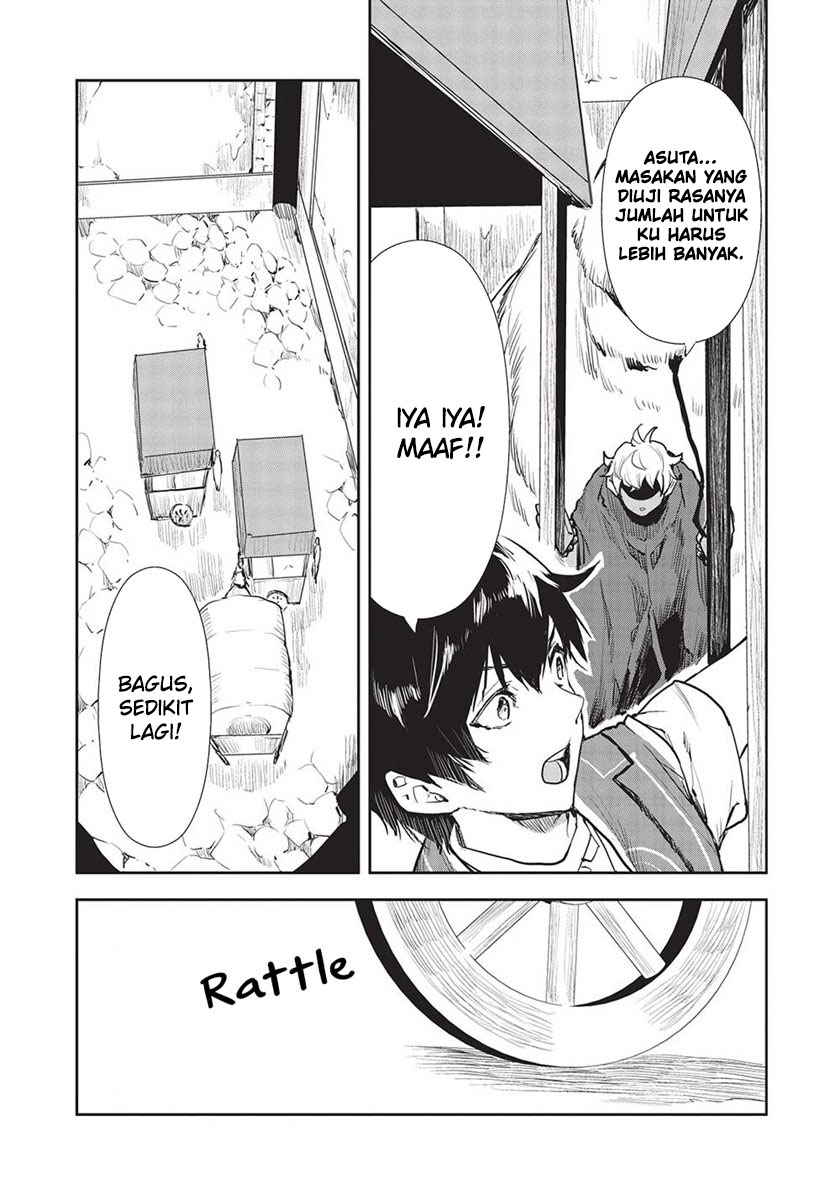 ASUTA...
MASAKAN YANG
DIUJI RASANYA
JUMLAH UNTUK
KU HARUS
LEBIH BANYAK.
IYA IYA!
MAAF!!
BAGUS,
SEDIKIT
LAGI!
Rattle